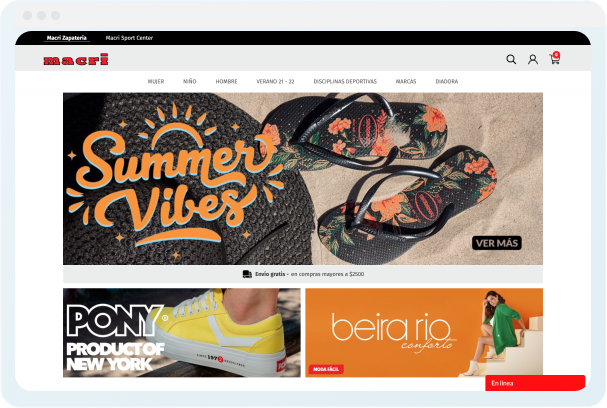 Macri Zapatería   Macri Sport Center
macri
0
MUJER   NIÑO   HOMBRE   VERANO 21 - 22   DISCIPLINAS DEPORTIVAS   MARCAS   DIADORA
Summer
Vibes
VER MÁS
Envío gratis - en compras mayores a $2500
PONY®
PRODUCT OF
NEW YORK
beira rio
conforto
MODA FÁCIL
En línea